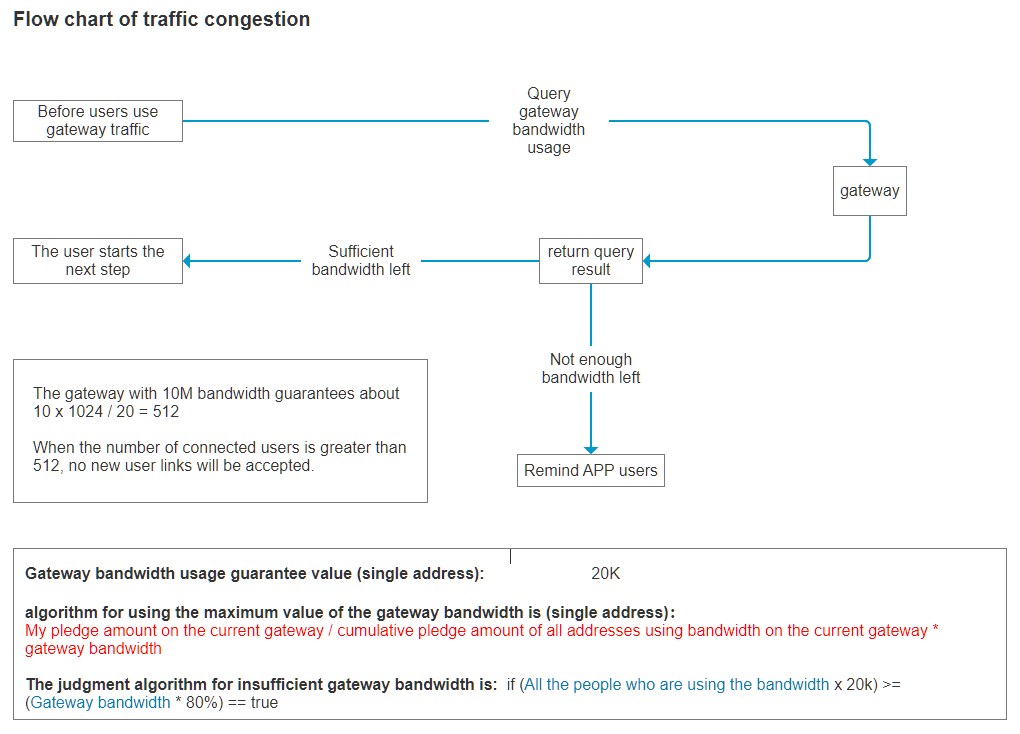 Flow chart of traffic congestion
Before users use
gateway traffic
Query
gateway
bandwidth
usage
gateway
The user starts the
next step
Sufficient
bandwidth left
return query
result
Not enough
bandwidth left
The gateway with 10M bandwidth guarantees about
10 x 1024 / 20 = 512
When the number of connected users is greater than
512, no new user links will be accepted.
Remind APP users
Gateway bandwidth usage guarantee value (single address): 20K
algorithm for using the maximum value of the gateway bandwidth is (single address):
My pledge amount on the current gateway / cumulative pledge amount of all addresses using bandwidth on the current gateway *
gateway bandwidth
The judgment algorithm for insufficient gateway bandwidth is: if (All the people who are using the bandwidth x 20k) >=
(Gateway bandwidth * 80%) == true